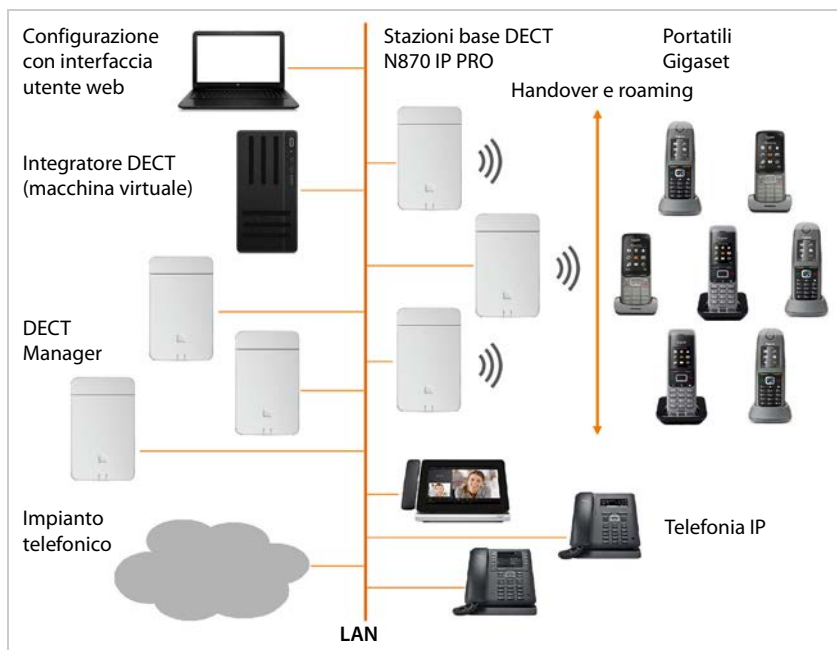 Configurazione
con interfaccia
utente web
Stazioni base DECT
N870 IP PRO
Portatili
Gigaset
Handover e roaming
Integratore DECT
(macchina virtuale)
DECT
Manager
Impianto
telefonico
Telefonia IP
LAN